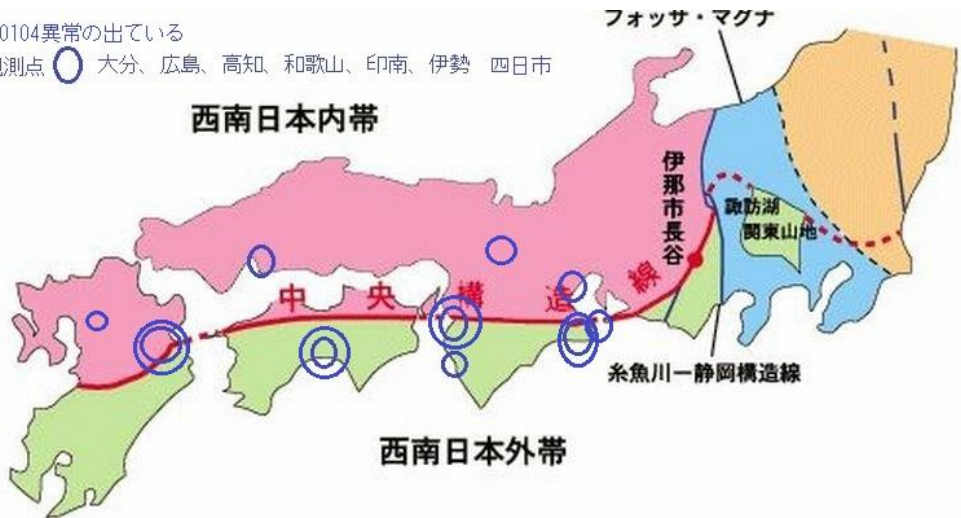 0104異常の出ている
測点 大分、広島、高知、和歌山、印南、伊勢 四日市
フォッサ・マグナ
西南日本内帯
伊那市長谷
諏訪湖
関東山地
中央構造線
糸魚川ー静岡構造線
西南日本外帯